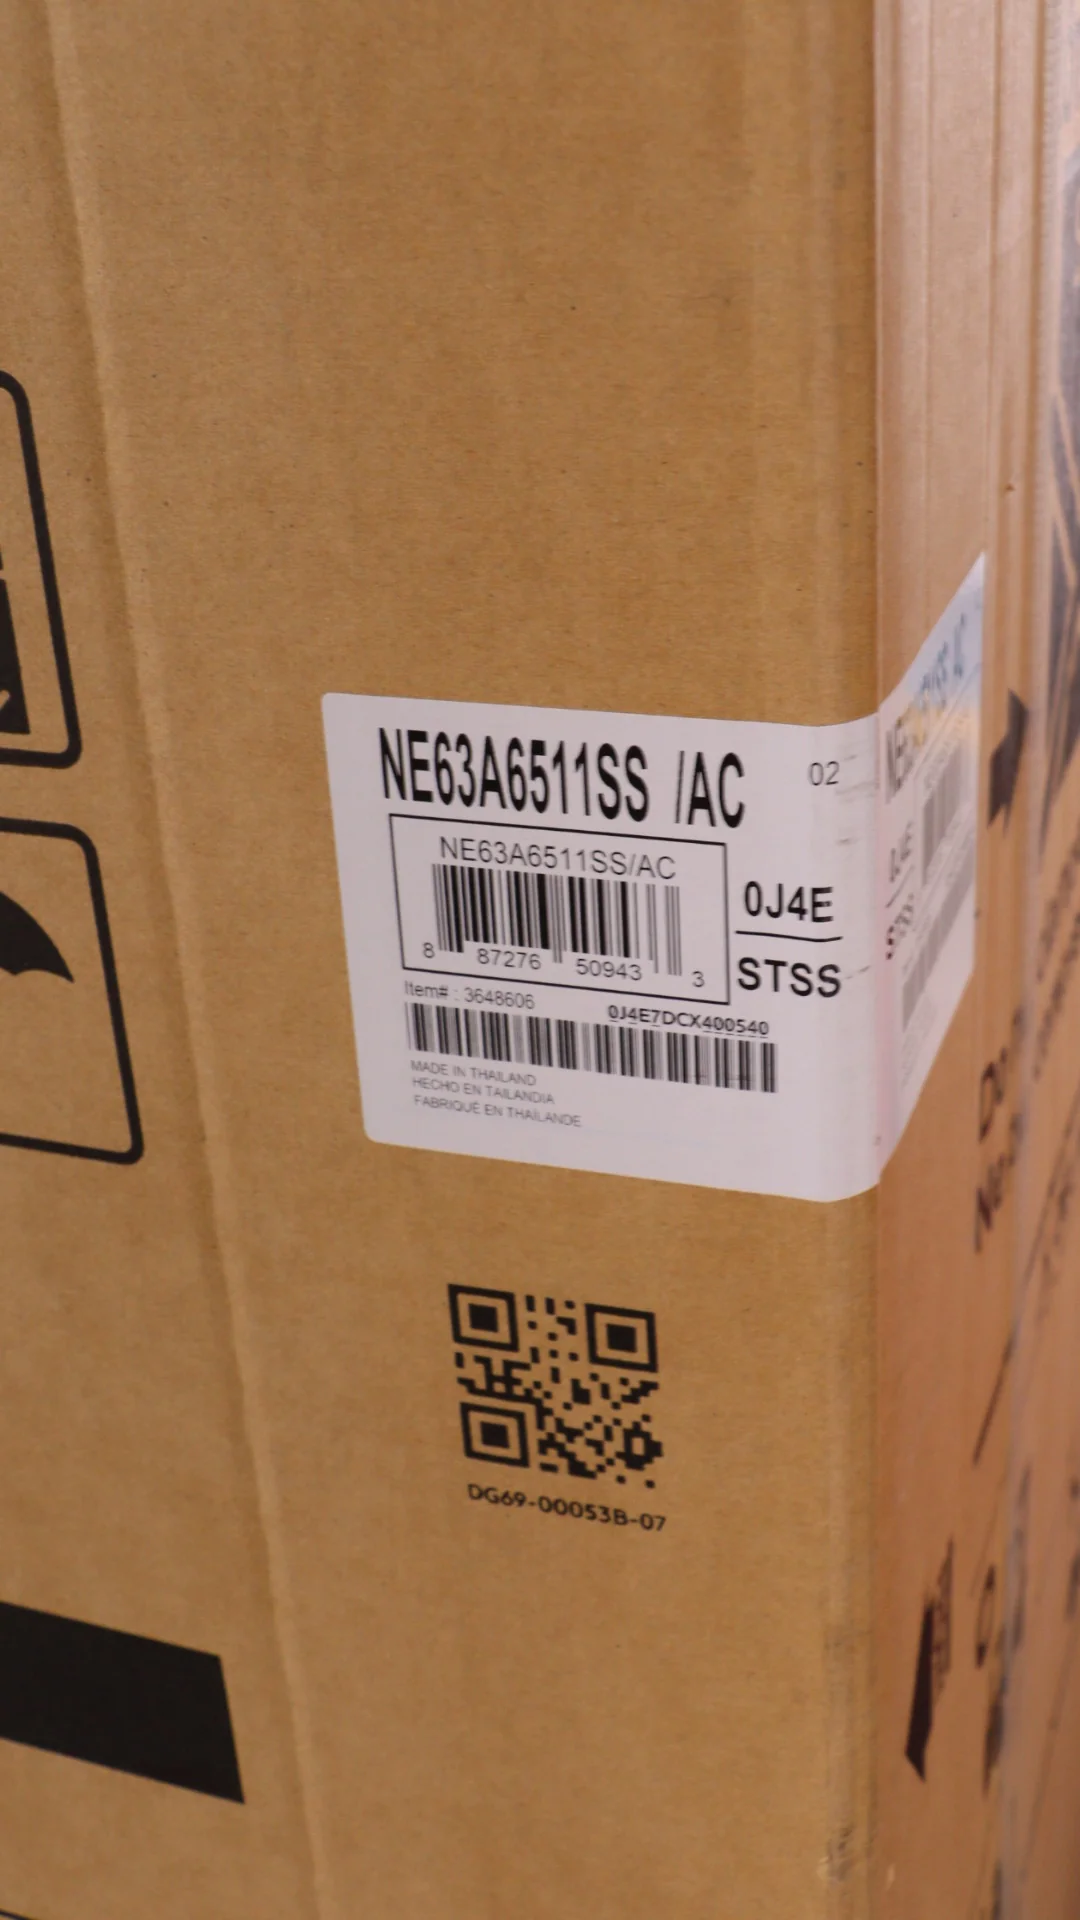 NE63A6511SS /AC
02
NE63A6511SS/AC
8 87276 50943 3
0J4E
STSS
Item# : 3648606
0J4E7DCX400540
MADE IN THAILAND
HECHO EN TAILANDIA
FABRIQUÉ EN THAÏLANDE
DG69-00053B-07